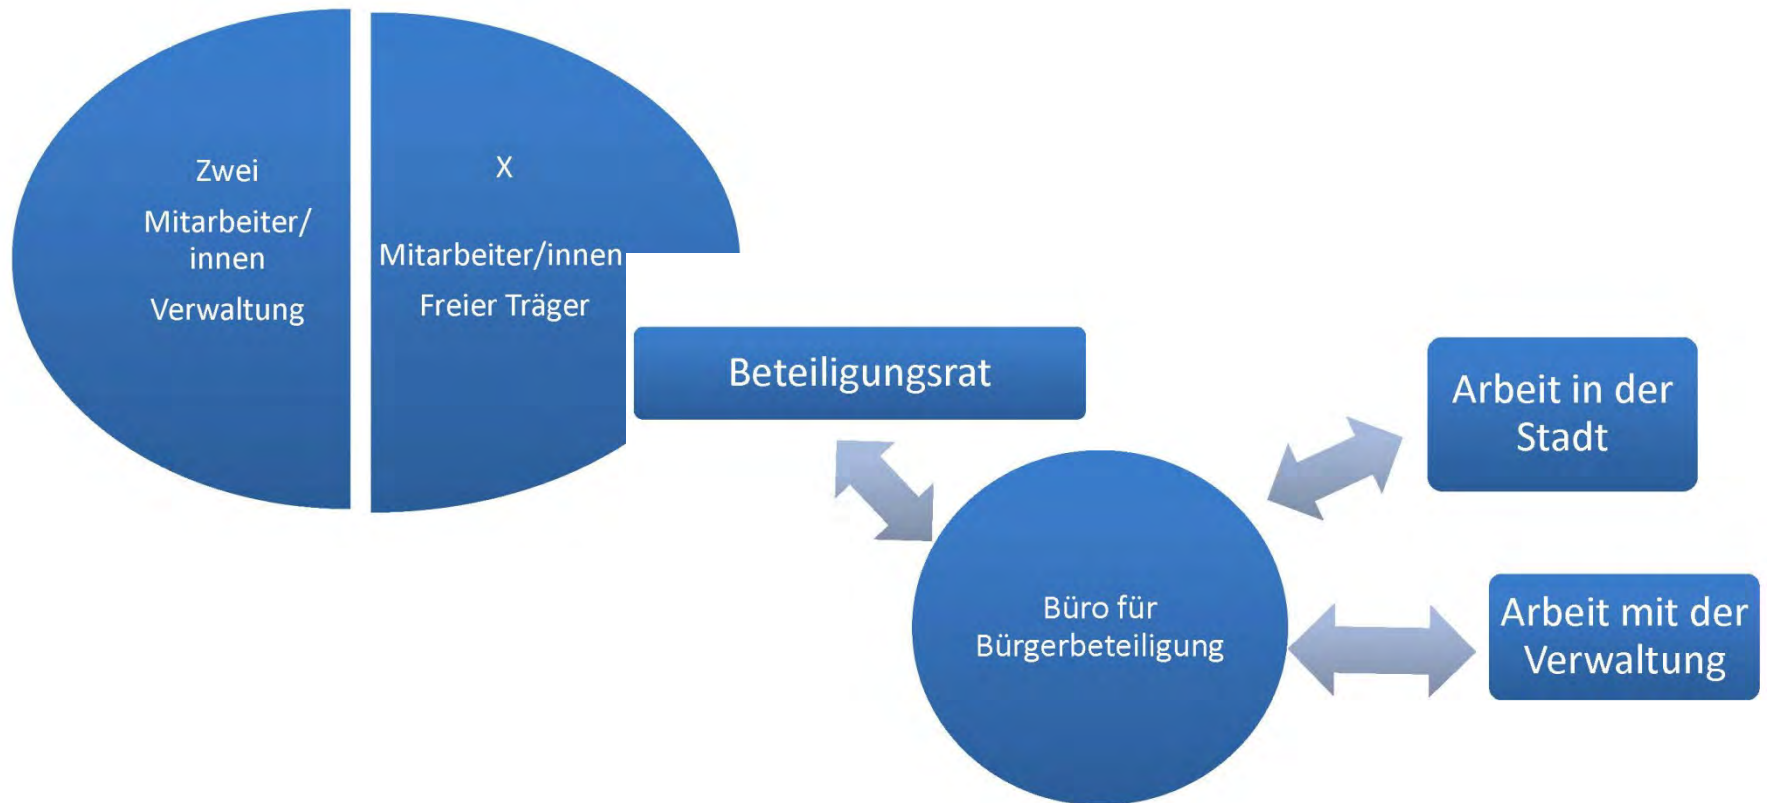 Zwei
Mitarbeiter/
innen
Verwaltung
X
Mitarbeiter/innen
Freier Träger
Beteiligungsrat
Arbeit in der
Stadt
Büro für
Bürgerbeteiligung
Arbeit mit der
Verwaltung